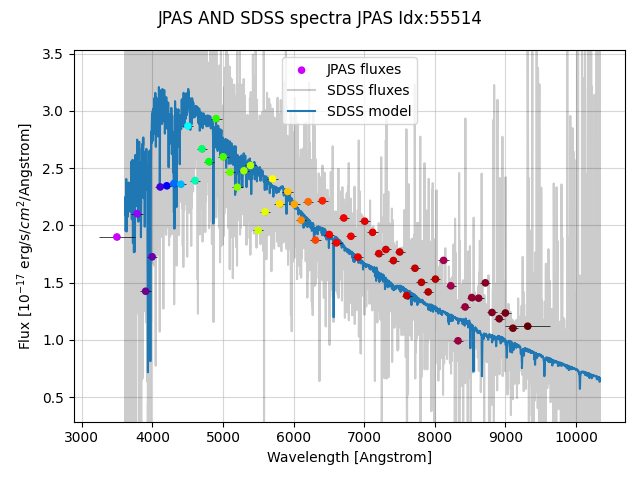 JPAS AND SDSS spectra JPAS Idx:55514
JPAS fluxes
SDSS fluxes
SDSS model
Flux [10⁻¹⁷ erg/s/cm²/Angstrom]
3.5
3.0
2.5
2.0
1.5
1.0
0.5
3000 4000 5000 6000 7000 8000 9000 10000
Wavelength [Angstrom]